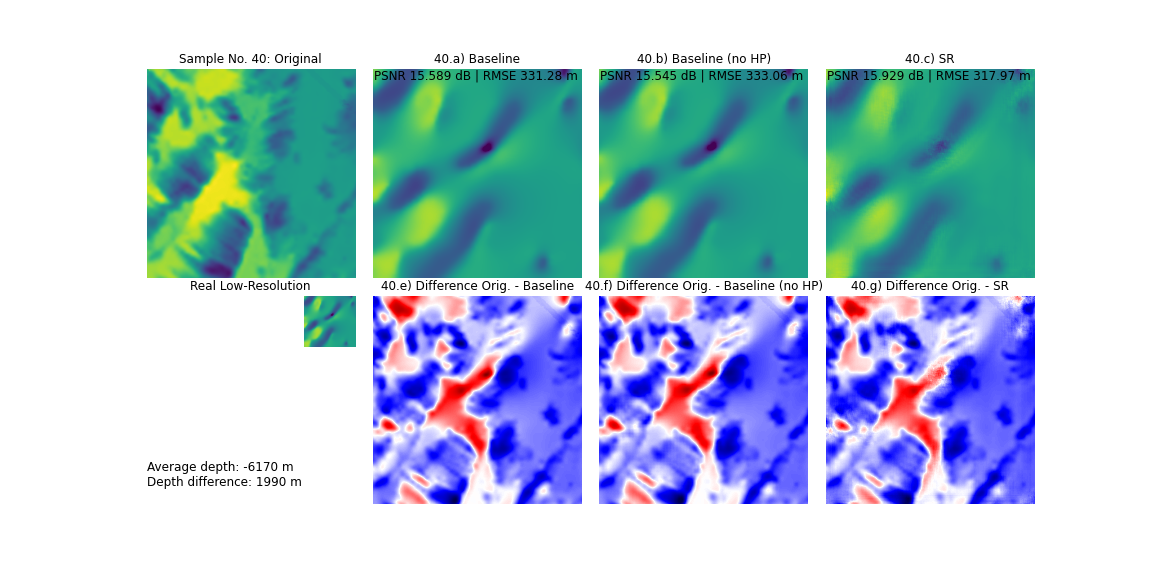 Sample No. 40: Original
40.a) Baseline
40.b) Baseline (no HP)
40.c) SR
PSNR 15.589 dB | RMSE 331.28 m
PSNR 15.545 dB | RMSE 333.06 m
PSNR 15.929 dB | RMSE 317.97 m
Real Low-Resolution
40.e) Difference Orig. - Baseline
40.f) Difference Orig. - Baseline (no HP)
40.g) Difference Orig. - SR
Average depth: -6170 m
Depth difference: 1990 m